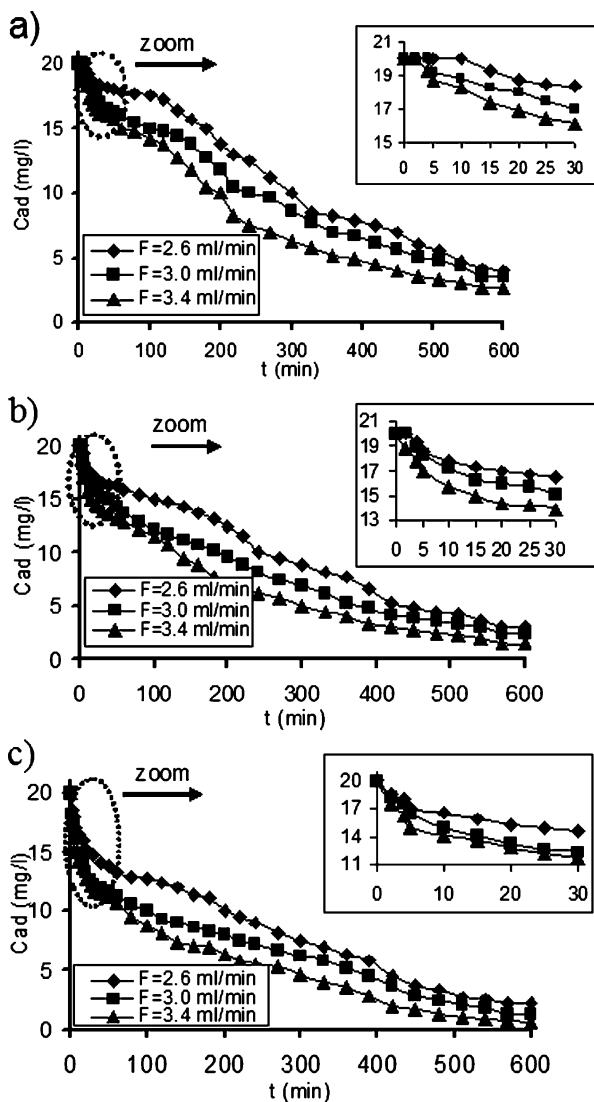 a)
zoom
Cad (mg/l)
20
15
10
5
0
F=2.6 ml/min
F=3.0 ml/min
F=3.4 ml/min
0 100 200 300 400 500 600
t (min)
21
19
17
15
0 5 10 15 20 25 30
b)
zoom
Cad (mg/l)
20
15
10
5
0
F=2.6 ml/min
F=3.0 ml/min
F=3.4 ml/min
0 100 200 300 400 500 600
t (min)
21
19
17
15
13
0 5 10 15 20 25 30
c)
zoom
Cad (mg/l)
20
15
10
5
0
F=2.6 ml/min
F=3.0 ml/min
F=3.4 ml/min
0 100 200 300 400 500 600
t (min)
20
17
14
11
0 10 20 30